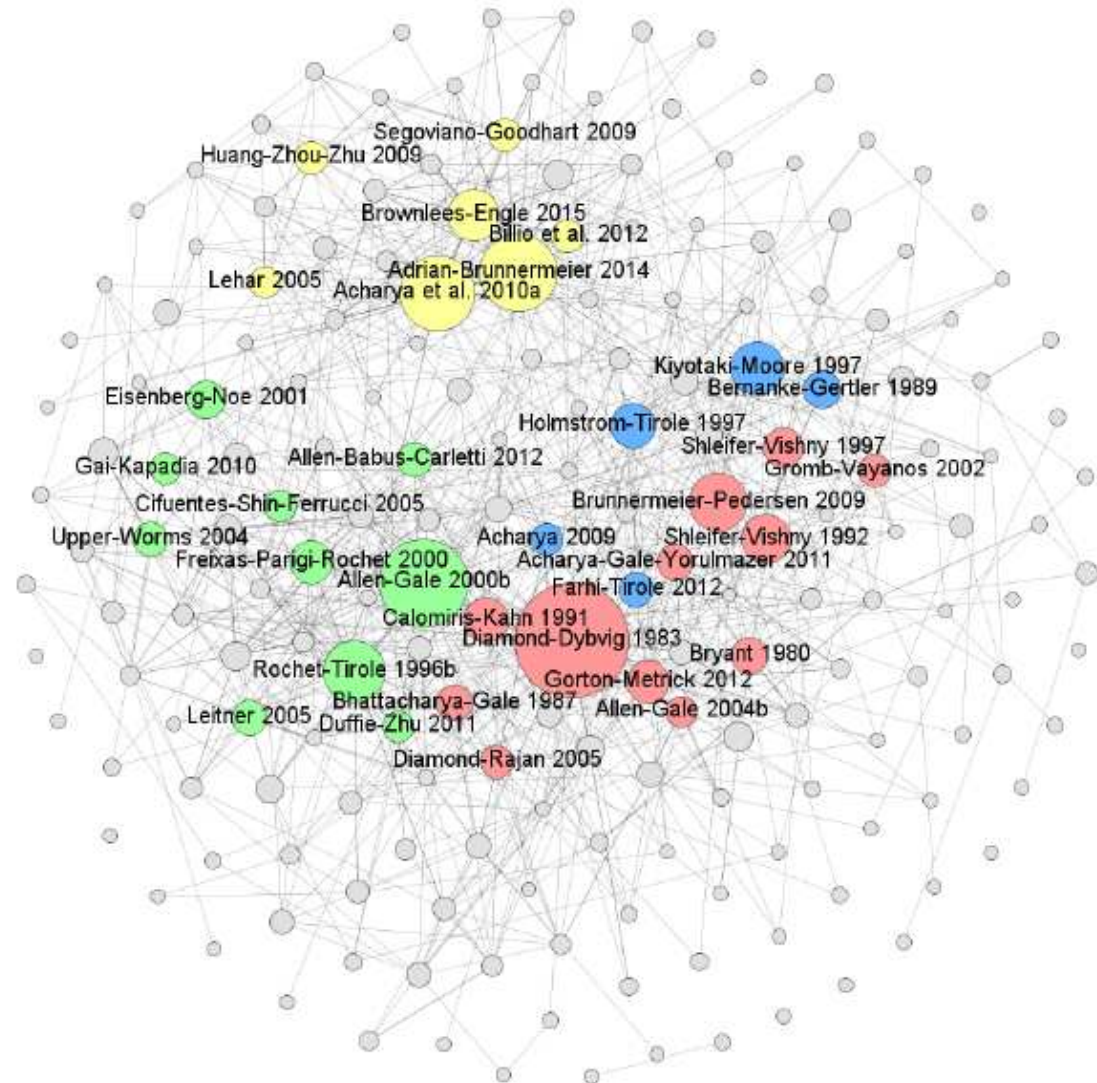 Segoviano-Goodhart 2009
Huang-Zhou-Zhu 2009
Brownlees-Engle 2015
Billio et al. 2012
Adrian-Brunnermeier 2014
Lehar 2005
Acharya et al. 2010a
Kiyotaki-Moore 1997
Bernanke-Gertler 1989
Eisenberg-Noe 2001
Holmstrom-Tirole 1997
Shleifer-Vishny 1997
Allen-Babus-Carletti 2012
Gai-Kapadia 2010
Gromb-Vayanos 2002
Brunnermeier-Pedersen 2009
Cifuentes-Shin-Ferrucci 2005
Upper-Worms 2004
Acharya 2009
Shleifer-Vishny 1992
Freixas-Parigi-Rochet 2000
Acharya-Gale-Yorulmazer 2011
Allen-Gale 2000b
Farhi-Tirole 2012
Calomiris-Kahn 1991
Diamond-Dybvig 1983
Bryant 1980
Rochet-Tirole 1996b
Gorton-Metrick 2012
Bhattacharya-Gale 1987
Allen-Gale 2004b
Leitner 2005
Duffie-Zhu 2011
Diamond-Rajan 2005